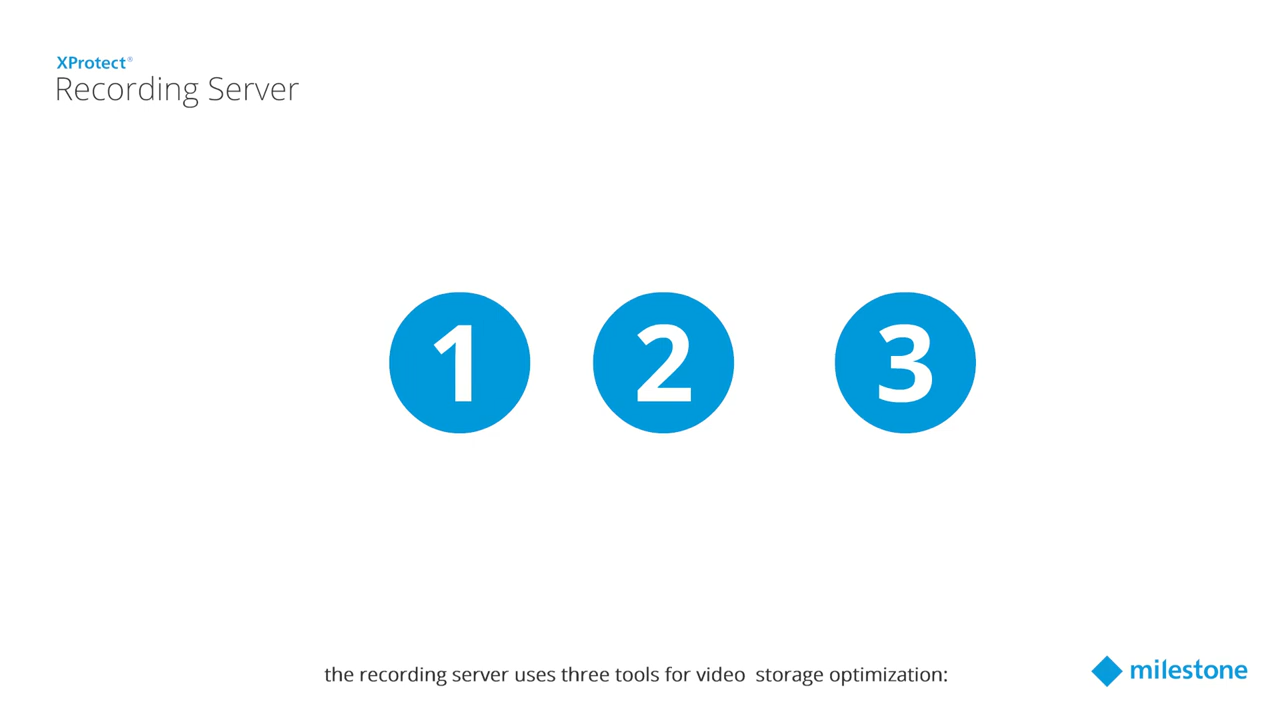 XProtect®
Recording Server
1 2 3
the recording server uses three tools for video storage optimization:
milestone